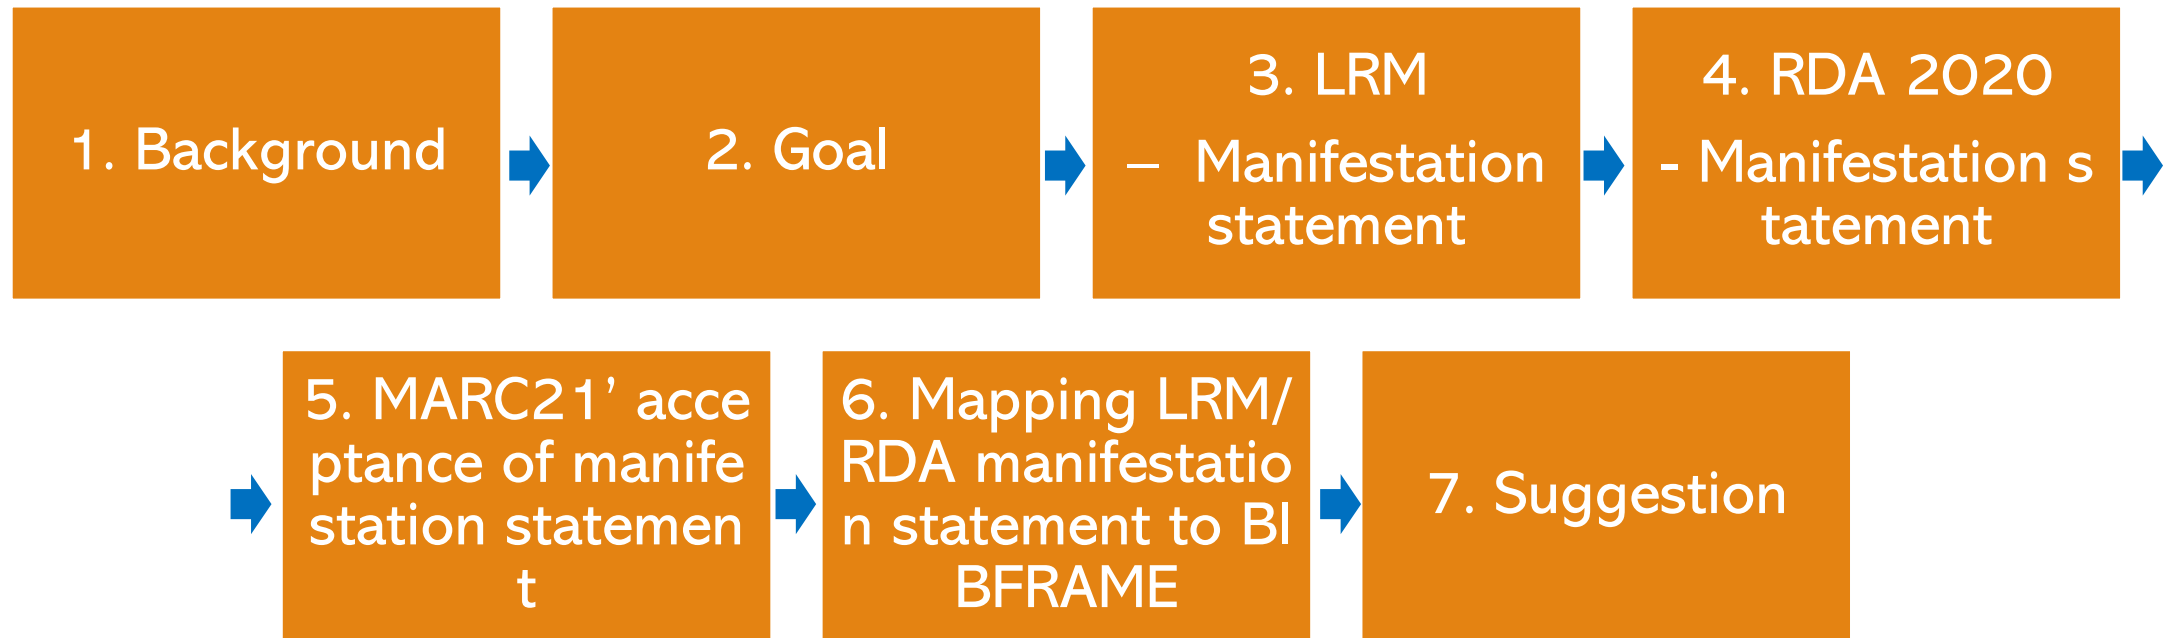 1. Background
2. Goal
3. LRM
– Manifestation
statement
4. RDA 2020
- Manifestation s
tatement
5. MARC21’ acce
ptance of manife
station statemen
t
6. Mapping LRM/
RDA manifestatio
n statement to BI
BFRAME
7. Suggestion